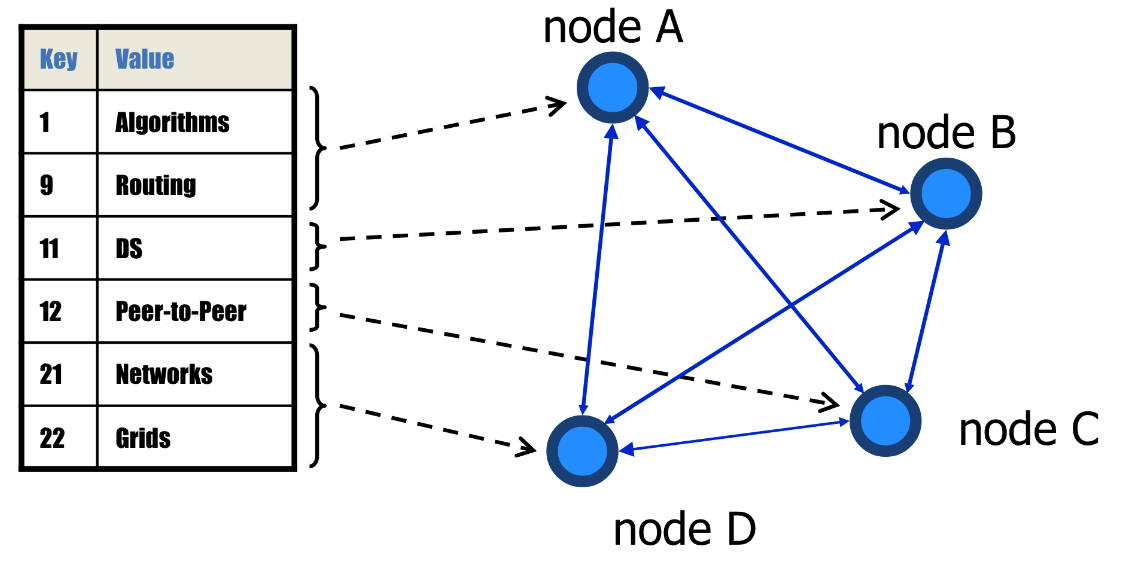 Key Value
1 Algorithms
9 Routing
11 DS
12 Peer-to-Peer
21 Networks
22 Grids
node A
node B
node C
node D